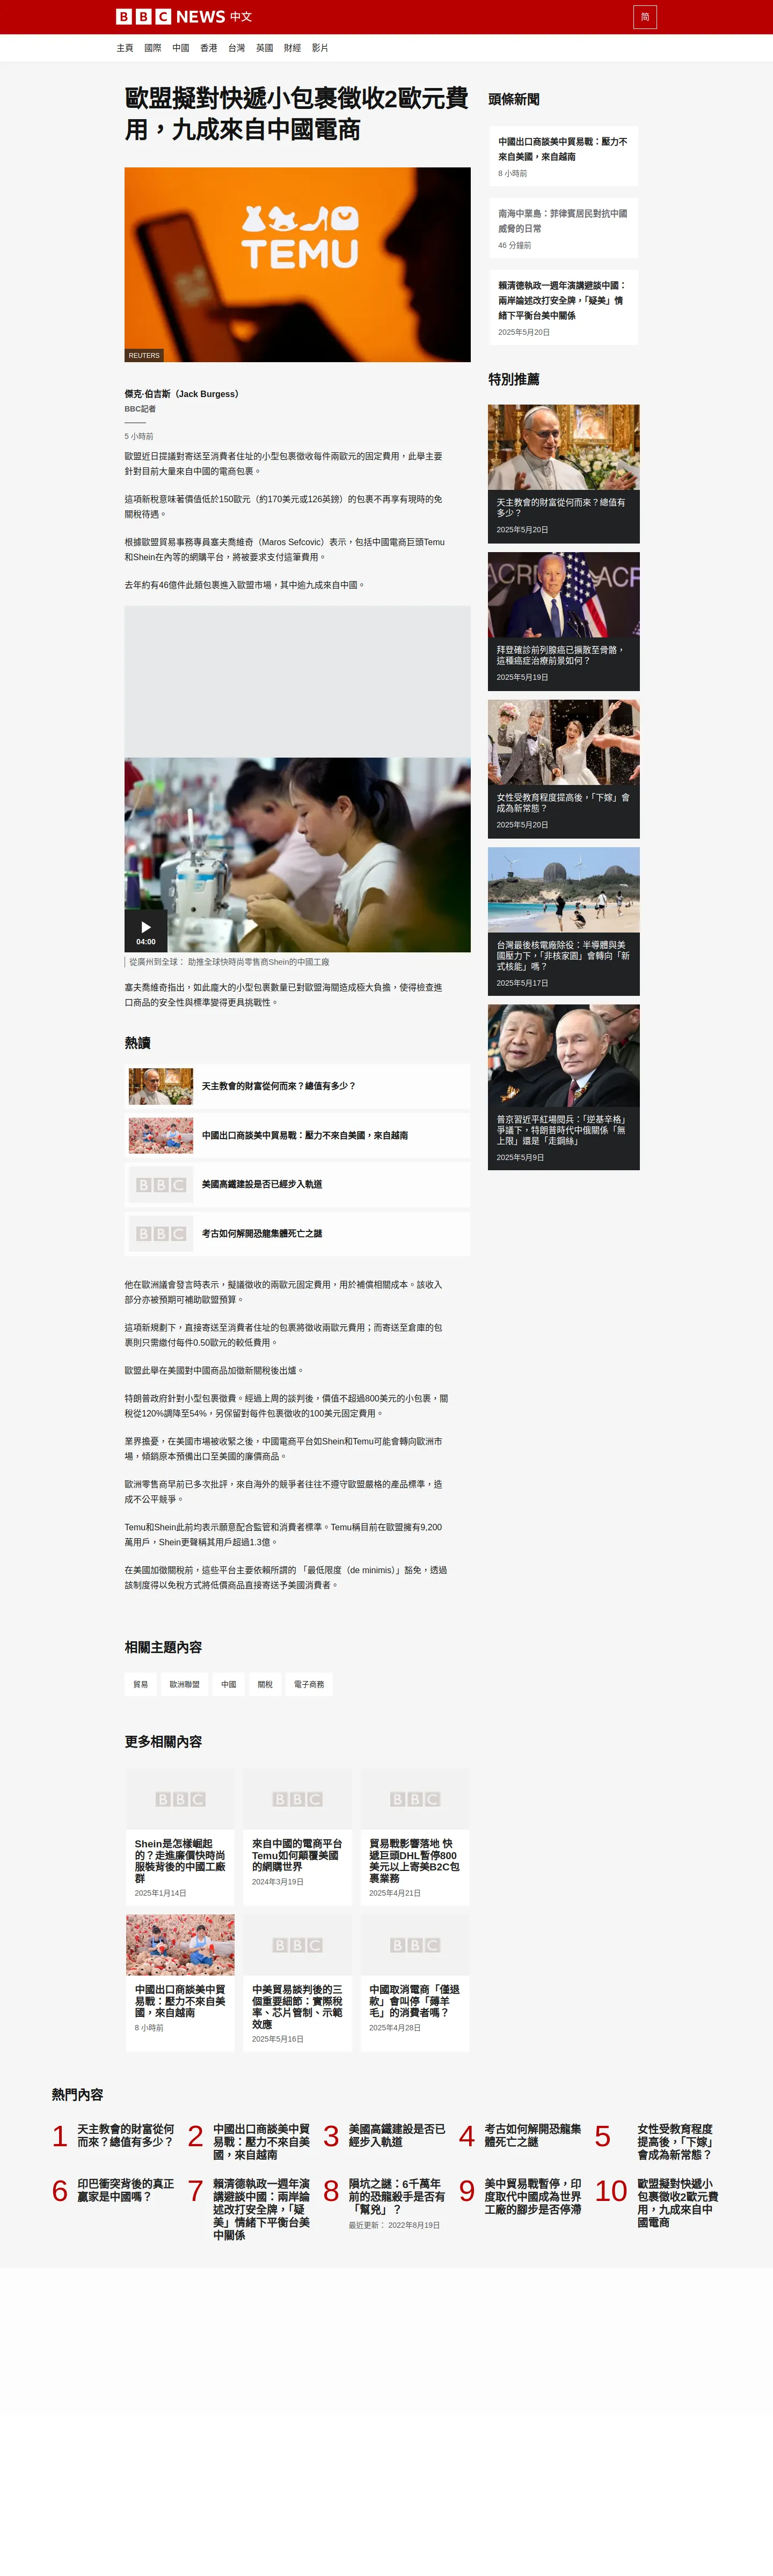 BBC NEWS 中文
简
主頁 國際 中國 香港 台灣 英國 財經 影片
歐盟擬對快遞小包裹徵收2歐元費
用，九成來自中國電商
TEMU
REUTERS
傑克·伯吉斯（Jack Burgess）
BBC記者
5 小時前
歐盟近日提議對寄送至消費者住址的小型包裹徵收每件兩歐元的固定費用，此舉主要
針對目前大量來自中國的電商包裹。
這項新稅意味著價值低於150歐元（約170美元或126英鎊）的包裹不再享有現時的免
關稅待遇。
根據歐盟貿易事務專員塞夫喬維奇（Maros Sefcovic）表示，包括中國電商巨頭Temu
和Shein在內等的網購平台，將被要求支付這筆費用。
去年約有46億件此類包裹進入歐盟市場，其中逾九成來自中國。
04:00
從廣州到全球： 助推全球快時尚零售商Shein的中國工廠
塞夫喬維奇指出，如此龐大的小型包裹數量已對歐盟海關造成極大負擔，使得檢查進
口商品的安全性與標準變得更具挑戰性。
熱讀
天主教會的財富從何而來？總值有多少？
中國出口商談美中貿易戰：壓力不來自美國，來自越南
BBC
美國高鐵建設是否已經步入軌道
BBC
考古如何解開恐龍集體死亡之謎
他在歐洲議會發言時表示，擬議徵收的兩歐元固定費用，用於補償相關成本。該收入
部分亦被預期可補助歐盟預算。
這項新規劃下，直接寄送至消費者住址的包裹將徵收兩歐元費用；而寄送至倉庫的包
裹則只需繳付每件0.50歐元的較低費用。
歐盟此舉在美國對中國商品加徵新關稅後出爐。
特朗普政府針對小型包裹徵費。經過上周的談判後，價值不超過800美元的小包裹，關
稅從120%調降至54%，另保留對每件包裹徵收的100美元固定費用。
業界擔憂，在美國市場被收緊之後，中國電商平台如Shein和Temu可能會轉向歐洲市
場，傾銷原本預備出口至美國的廉價商品。
歐洲零售商早前已多次批評，來自海外的競爭者往往不遵守歐盟嚴格的產品標準，造
成不公平競爭。
Temu和Shein此前均表示願意配合監管和消費者標準。Temu稱目前在歐盟擁有9,200
萬用戶，Shein更聲稱其用戶超過1.3億。
在美國加徵關稅前，這些平台主要依賴所謂的 「最低限度（de minimis）」豁免，透過
該制度得以免稅方式將低價商品直接寄送予美國消費者。
相關主題內容
貿易 歐洲聯盟 中國 關稅 電子商務
更多相關內容
BBC
Shein是怎樣崛起
的？走進廉價快時尚
服裝背後的中國工廠
群
2025年1月14日
BBC
來自中國的電商平台
Temu如何顛覆美國
的網購世界
2024年3月19日
BBC
貿易戰影響落地 快
遞巨頭DHL暫停800
美元以上寄美B2C包
裹業務
2025年4月21日
中國出口商談美中貿
易戰：壓力不來自美
國，來自越南
8 小時前
BBC
中美貿易談判後的三
個重要細節：實際稅
率、芯片管制、示範
效應
2025年5月16日
BBC
中國取消電商「僅退
款」會叫停「薅羊
毛」的消費者嗎？
2025年4月28日
頭條新聞
中國出口商談美中貿易戰：壓力不
來自美國，來自越南
8 小時前
南海中業島：菲律賓居民對抗中國
威脅的日常
46 分鐘前
賴清德執政一週年演講避談中國：
兩岸論述改打安全牌，「疑美」情
緒下平衡台美中關係
2025年5月20日
特別推薦
天主教會的財富從何而來？總值有
多少？
2025年5月20日
拜登確診前列腺癌已擴散至骨骼，
這種癌症治療前景如何？
2025年5月19日
女性受教育程度提高後，「下嫁」會
成為新常態？
2025年5月20日
台灣最後核電廠除役：半導體與美
國壓力下，「非核家園」會轉向「新
式核能」嗎？
2025年5月17日
普京習近平紅場閱兵：「逆基辛格」
爭議下，特朗普時代中俄關係「無
上限」還是「走鋼絲」
2025年5月9日
熱門內容
1 天主教會的財富從何
而來？總值有多少？
2 中國出口商談美中貿
易戰：壓力不來自美
國，來自越南
3 美國高鐵建設是否已
經步入軌道
4 考古如何解開恐龍集
體死亡之謎
5 女性受教育程度
提高後，「下嫁」
會成為新常態？
6 印巴衝突背後的真正
贏家是中國嗎？
7 賴清德執政一週年演
講避談中國：兩岸論
述改打安全牌，「疑
美」情緒下平衡台美
中關係
8 隕坑之謎：6千萬年
前的恐龍殺手是否有
「幫兇」？
最近更新： 2022年8月19日
9 美中貿易戰暫停，印
度取代中國成為世界
工廠的腳步是否停滯
10 歐盟擬對快遞小
包裹徵收2歐元費
用，九成來自中
國電商